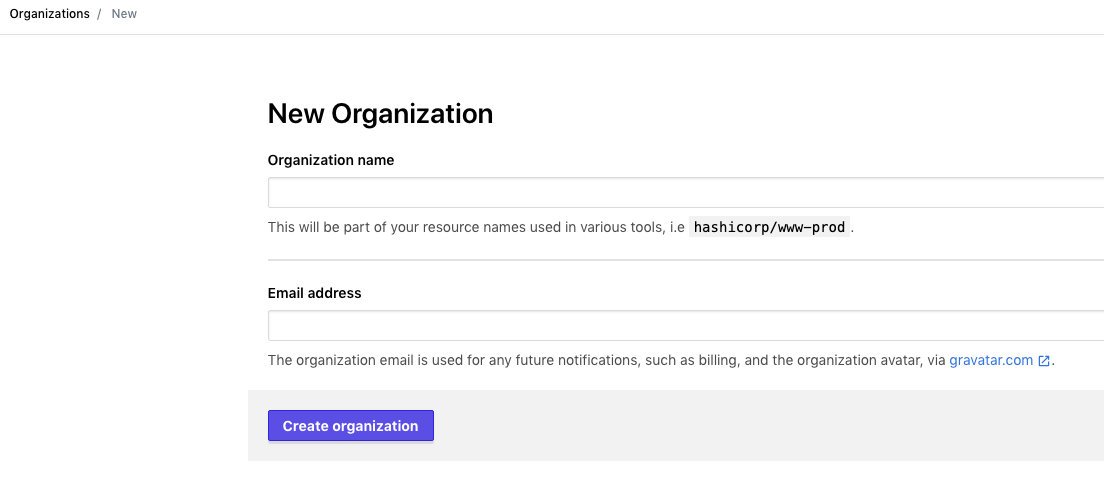 Organizations / New
New Organization
Organization name
This will be part of your resource names used in various tools, i.e hashicorp/www-prod .
Email address
The organization email is used for any future notifications, such as billing, and the organization avatar, via gravatar.com .
Create organization